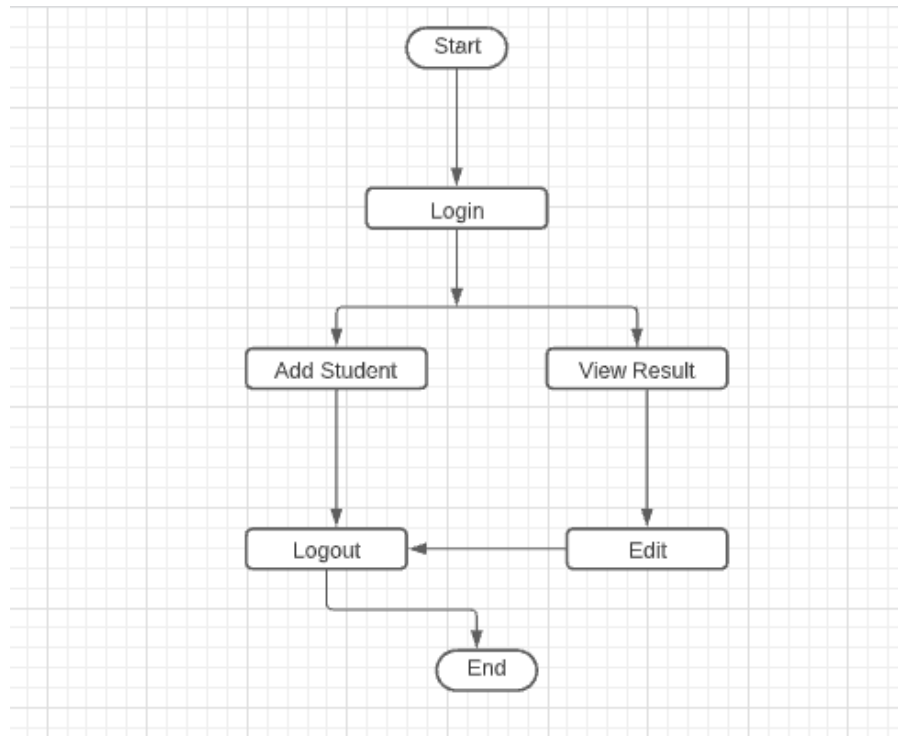 Start
Login
Add Student
View Result
Logout
Edit
End